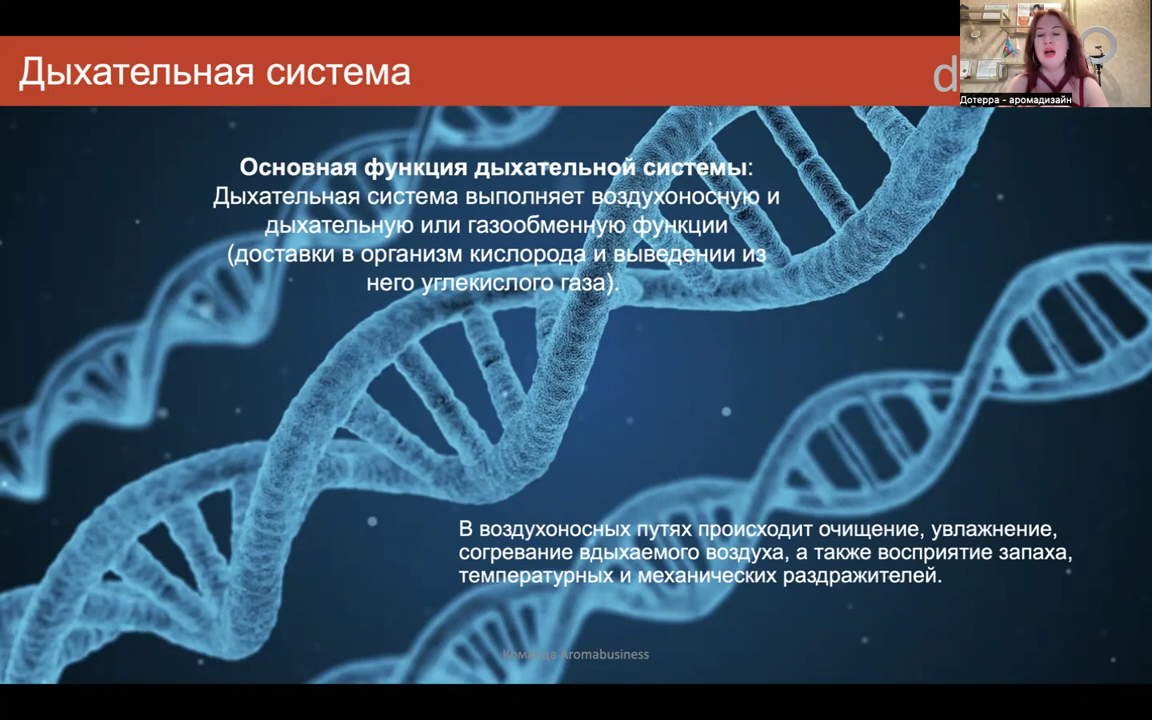 Дыхательная система
d
Дотерра - аромадизайн
Основная функция дыхательной системы:
Дыхательная система выполняет воздухоносную и
дыхательную или газообменную функции
(доставки в организм кислорода и выведении из
него углекислого газа).
В воздухоносных путях происходит очищение, увлажнение,
согревание вдыхаемого воздуха, а также восприятие запаха,
температурных и механических раздражителей.
Команда Aromabusiness